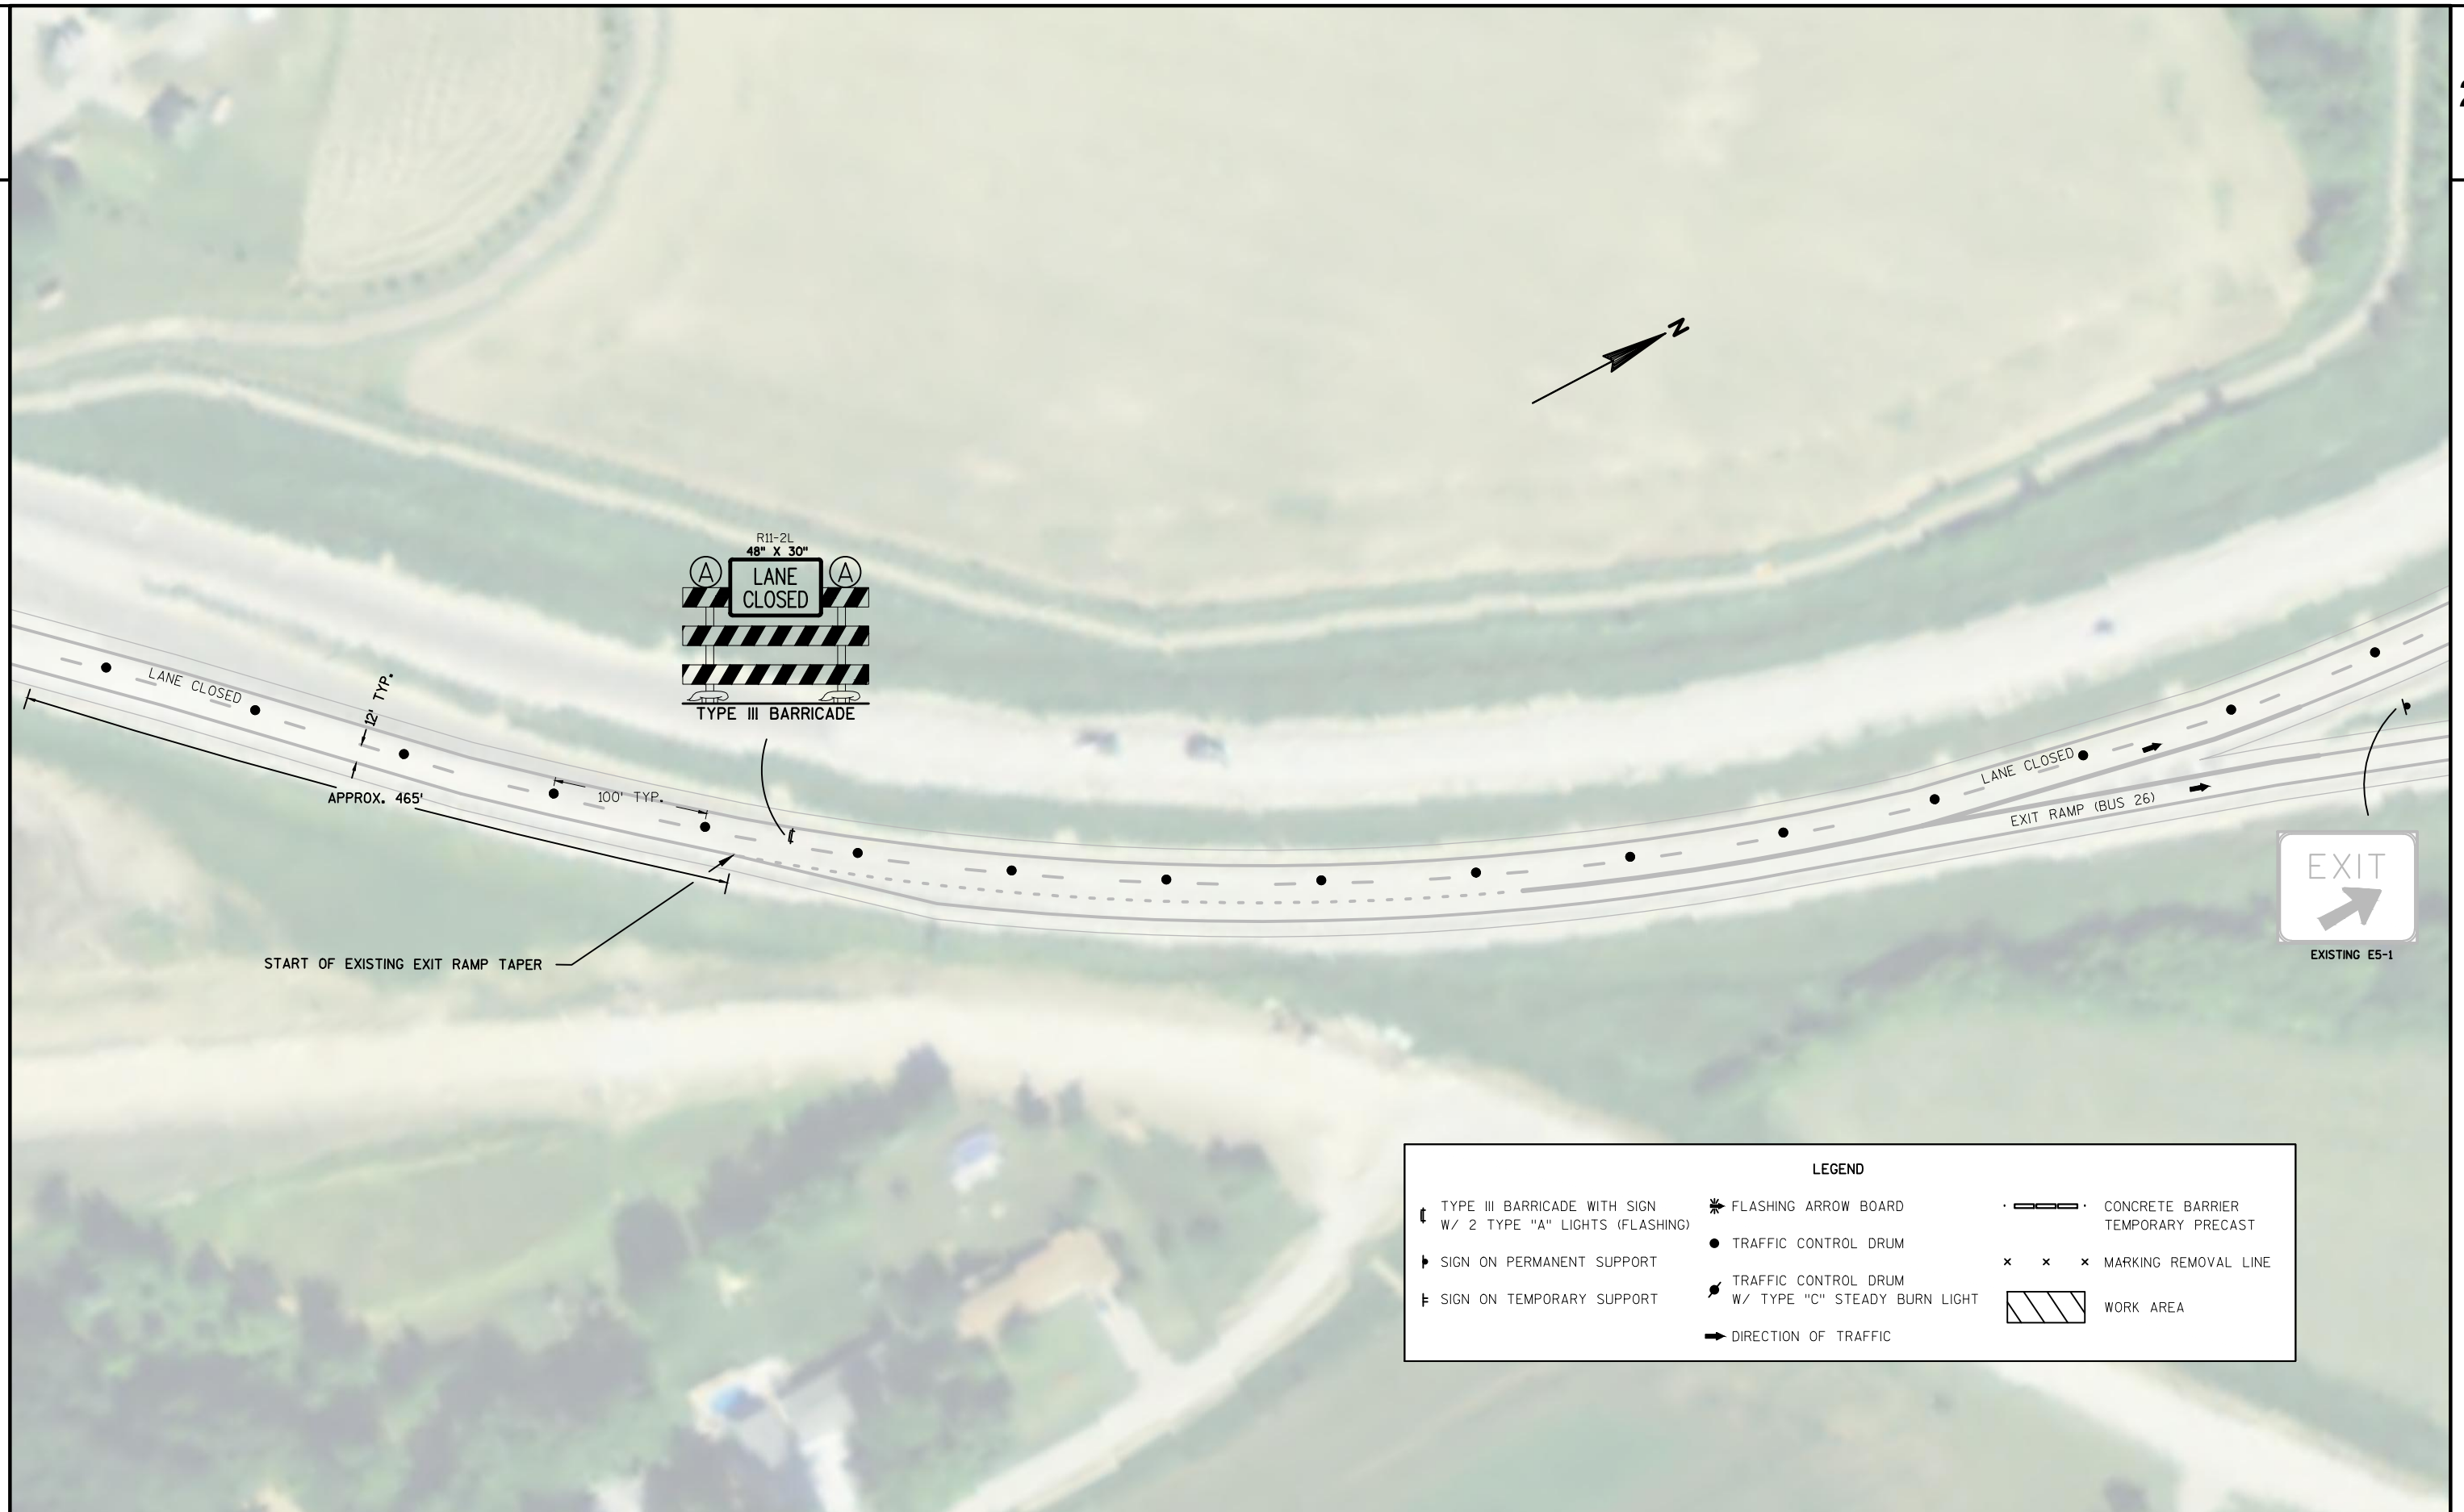 2
N
R11-2L
48" X 30"
A
LANE
CLOSED
A
TYPE III BARRICADE
LANE CLOSED
12' TYP.
APPROX. 465'
100' TYP.
START OF EXISTING EXIT RAMP TAPER
LANE CLOSED
EXIT RAMP (BUS 26)
EXIT
EXISTING E5-1
LEGEND
TYPE III BARRICADE WITH SIGN
W/ 2 TYPE "A" LIGHTS (FLASHING)
SIGN ON PERMANENT SUPPORT
SIGN ON TEMPORARY SUPPORT
FLASHING ARROW BOARD
TRAFFIC CONTROL DRUM
TRAFFIC CONTROL DRUM
W/ TYPE "C" STEADY BURN LIGHT
DIRECTION OF TRAFFIC
CONCRETE BARRIER
TEMPORARY PRECAST
MARKING REMOVAL LINE
WORK AREA